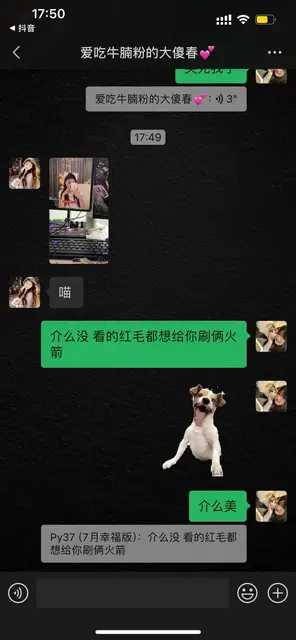 17:50
抖音
爱吃牛腩粉的大傻春💕
爱吃牛腩粉的大傻春💕：3"
17:49
喵
介么没 看的红毛都想给你刷俩火
箭
介么美
Py37 (7月幸福版)：介么没 看的红毛都
想给你刷俩火箭